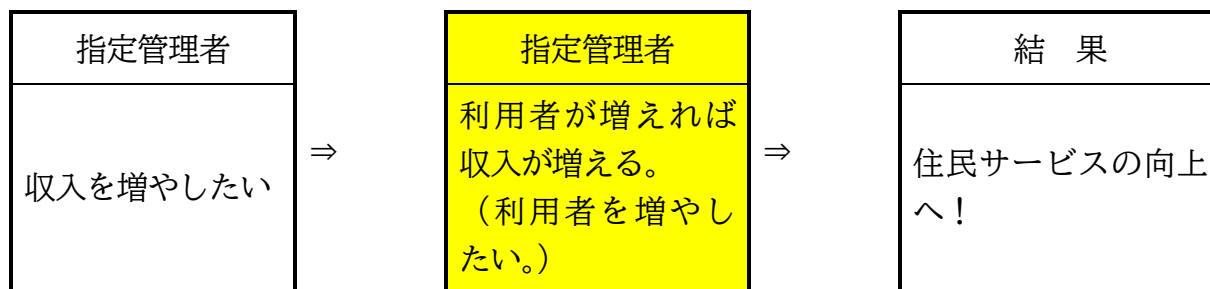 指定管理者
収入を増やしたい
⇒
指定管理者
利用者が増えれば
収入が増える。
（利用者を増やし
たい。）
⇒
結　果
住民サービスの向上
へ！